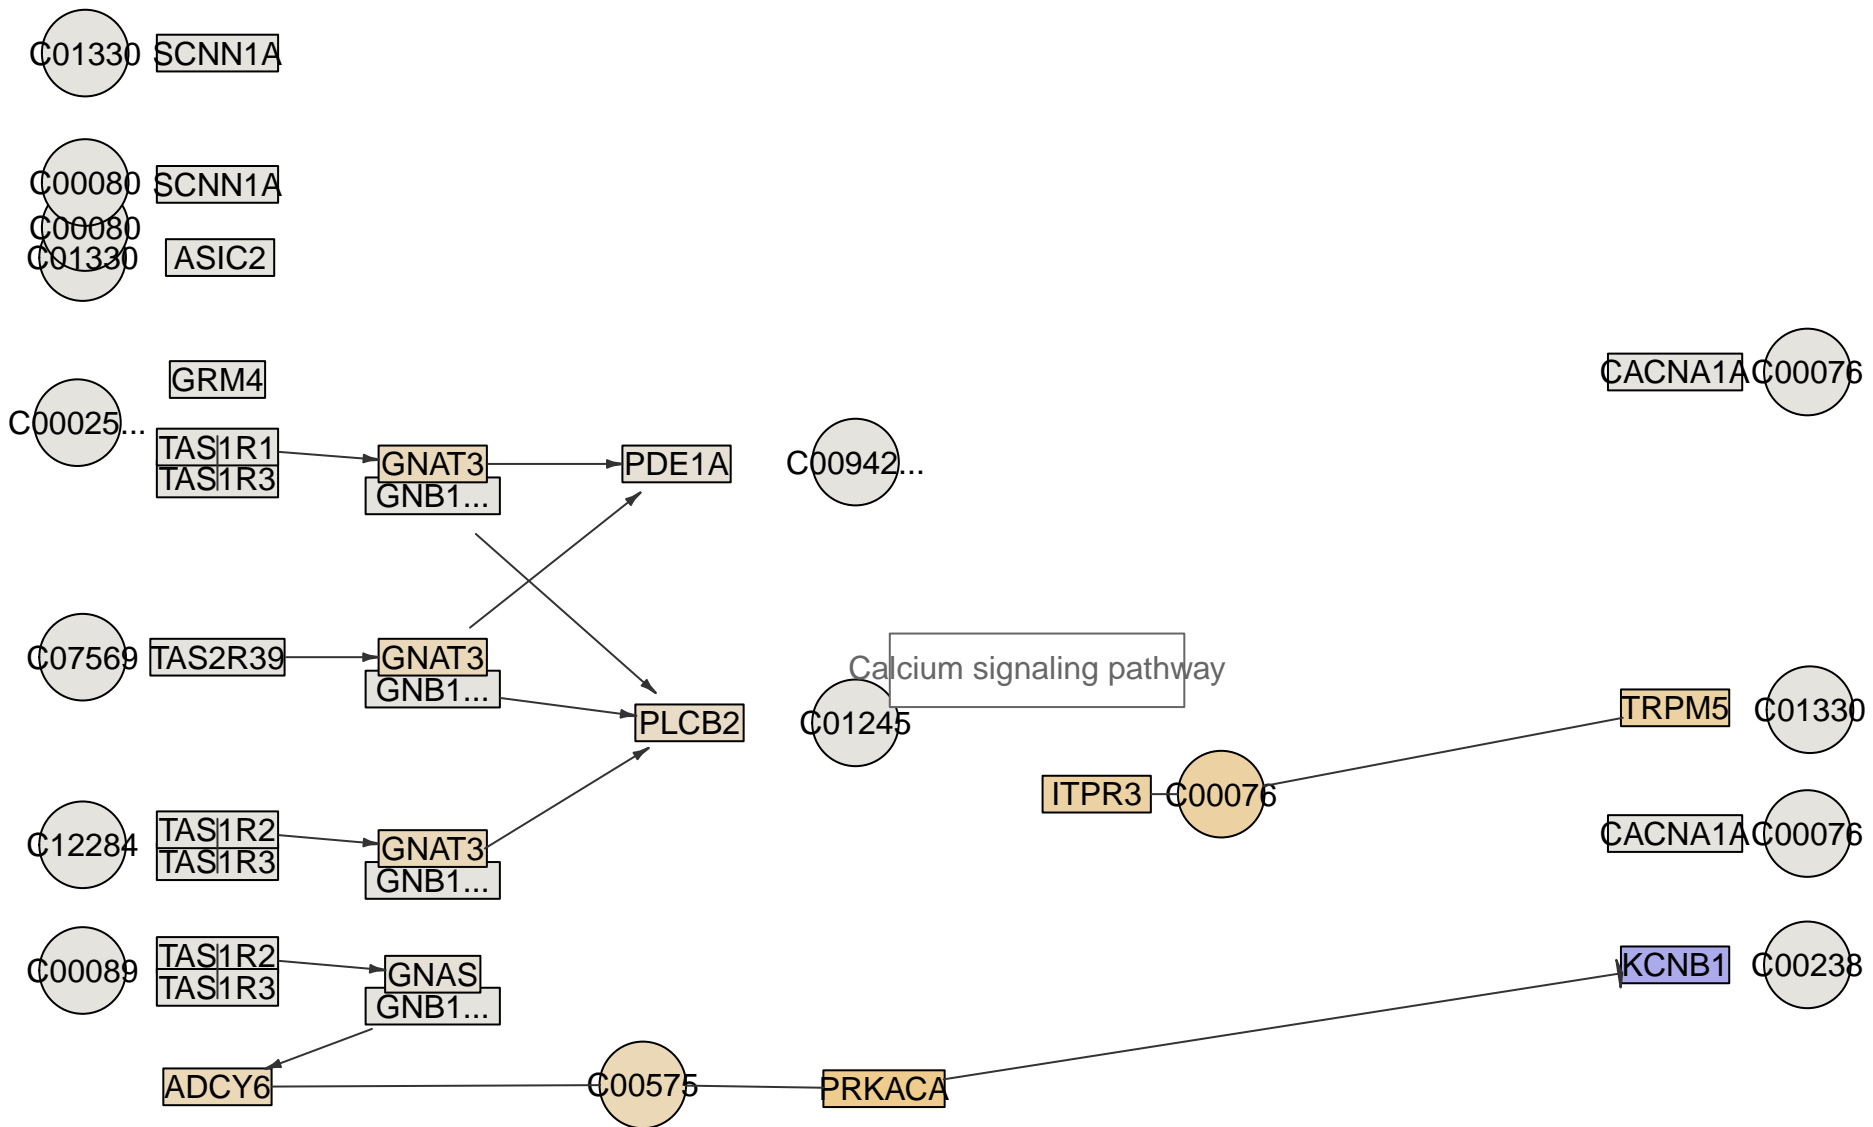 C01330 SCNN1A
C00080 SCNN1A
C00080
C01330 ASIC2
GRM4
CACNA1A C00076
C00025...
TAS1R1
GNAT3 PDE1A C00942...
TAS1R3
GNB1...
C07569 TAS2R39 GNAT3
Calcium signaling pathway
GNB1...
TRPM5 C01330
PLCB2 C01245
ITPR3 C00076
TAS1R2
CACNA1A C00076
C12284
GNAT3
TAS1R3
GNB1...
TAS1R2
KCNB1 C00238
C00089
GNAS
TAS1R3
GNB1...
ADCY6 C00575 PRKACA